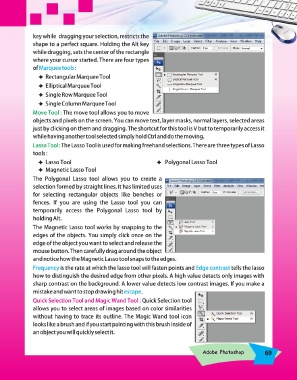 key while dragging your selection, restricts the
shape to a perfect square. Holding the Alt key
while dragging, sets the center of the rectangle
where your cursor started. There are four types
of Marquee tools:
Rectangular Marquee Tool
Elliptical Marquee Tool
Single Row Marquee Tool
Single Column Marquee Tool
Move Tool : The move tool allows you to move
objects and pixels on the screen. You can move text, layer masks, normal layers, selected areas
just by clicking on them and dragging. The shortcut for this tool is V but to temporarily access it
while having another tool selected simply hold Ctrl and do the moving.
Lasso Tool : The Lasso Tool is used for making freehand selections. There are three types of Lasso
tools:
Lasso Tool
Polygonal Lasso Tool
Magnetic Lasso Tool
The Polygonal Lasso tool allows you to create a
selection formed by straight lines. It has limited uses
for selecting rectangular objects like benches or
fences. If you are using the Lasso tool you can
temporarily access the Polygonal Lasso tool by
holding Alt.
The Magnetic Lasso tool works by snapping to the
edges of the objects. You simply click once on the
edge of the object you want to select and release the
mouse button. Then carefully drag around the object
and notice how the Magnetic Lasso tool snaps to the edges.
Frequency is the rate at which the lasso tool will fasten points and Edge contrast tells the lasso
how to distinguish the desired edge from other pixels. A high value detects only images with
sharp contrast on the background. A lower value detects low contrast images. If you make a
mistake and want to stop drawing hit escape.
Quick Selection Tool and Magic Wand Tool : Quick Selection tool
allows you to select areas of images based on color similarities
without having to trace its outline. The Magic Wand tool icon
looks like a brush and if you start painting with this brush inside of
an object you will quickly select it.
Adobe Photoshop